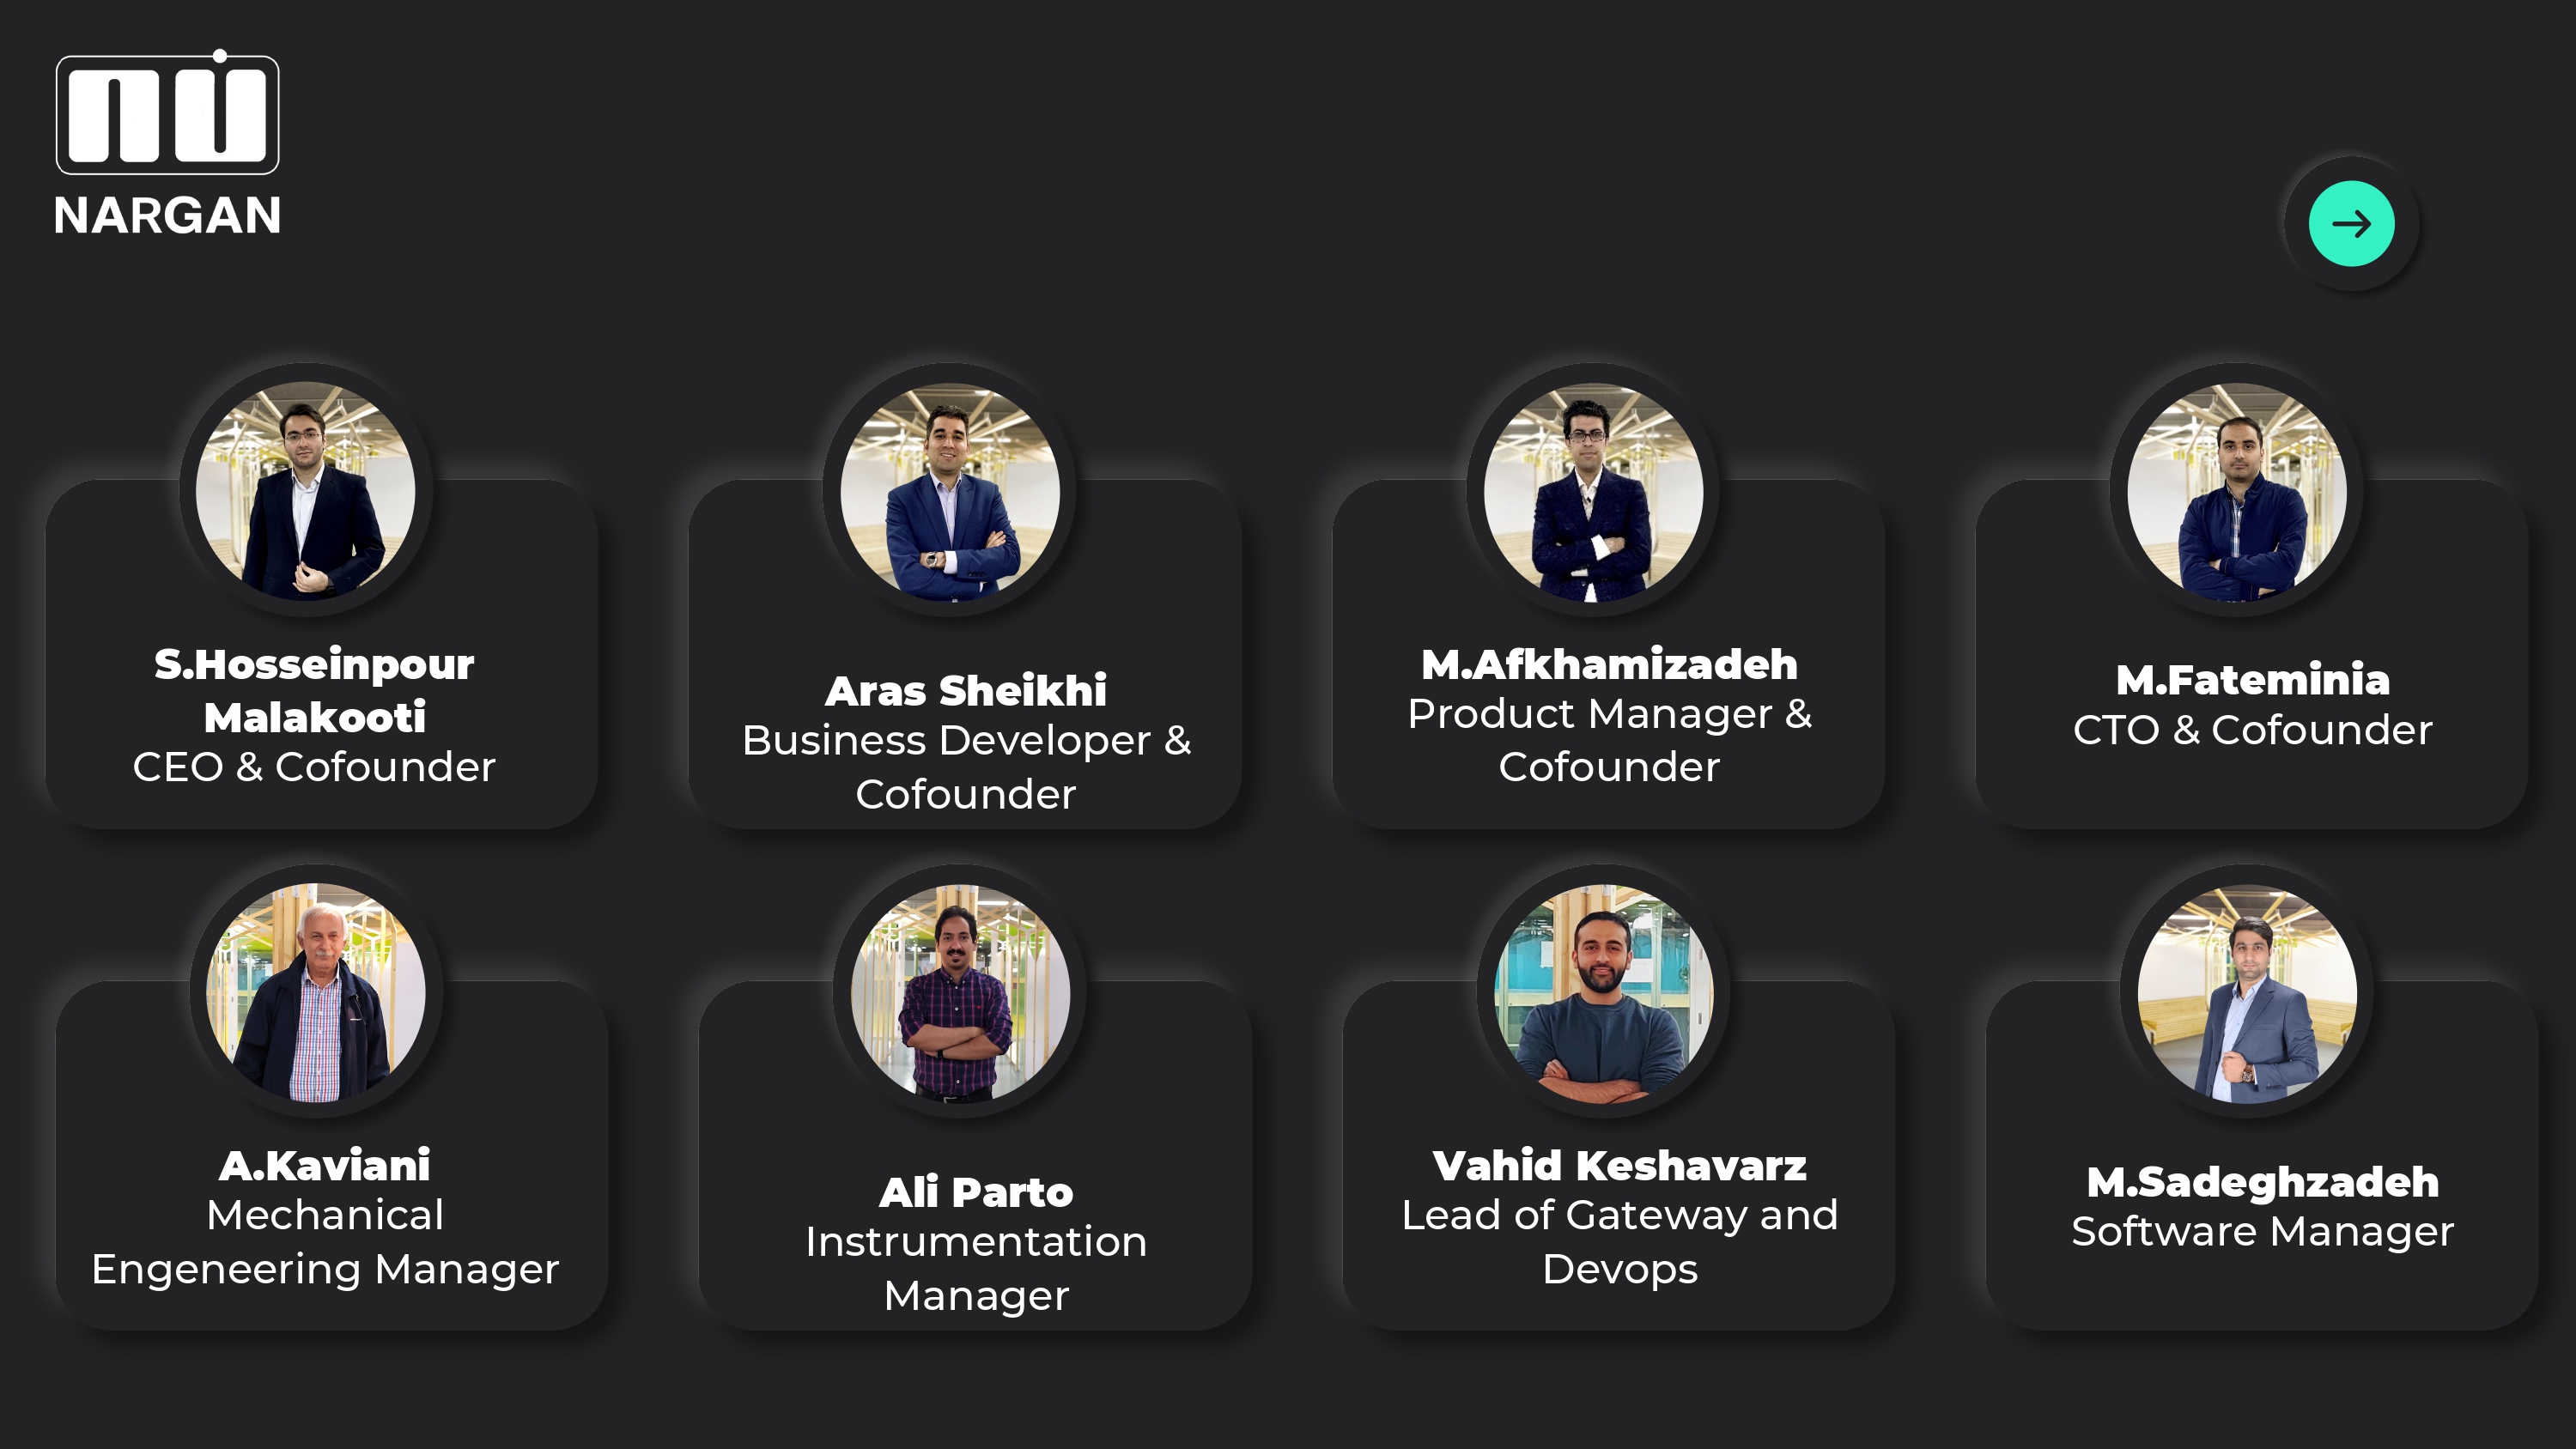 NARGAN
S.Hosseinpour
Malakooti
CEO & Cofounder
Aras Sheikhi
Business Developer &
Cofounder
M.Afkhamizadeh
Product Manager &
Cofounder
M.Fateminia
CTO & Cofounder
A.Kaviani
Mechanical
Engeneering Manager
Ali Parto
Instrumentation
Manager
Vahid Keshavarz
Lead of Gateway and
Devops
M.Sadeghzadeh
Software Manager